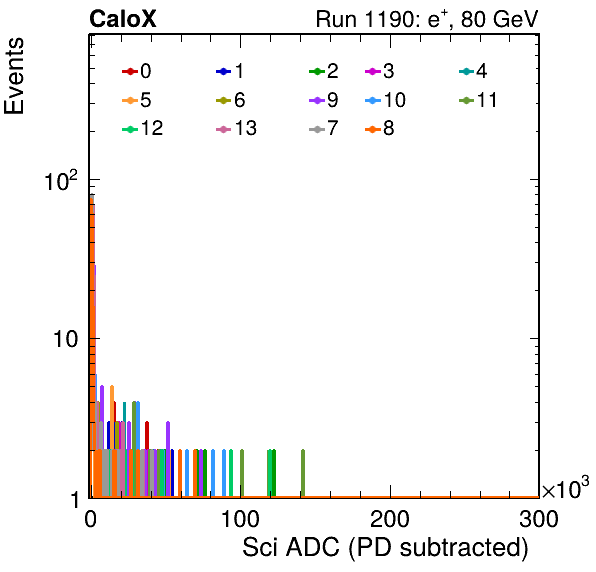 CaloX Run 1190: e⁺, 80 GeV
Events
0 1 2 3 4
5 6 9 10 11
12 13 7 8
10²
10
1
0 100 200 300
×10³
Sci ADC (PD subtracted)